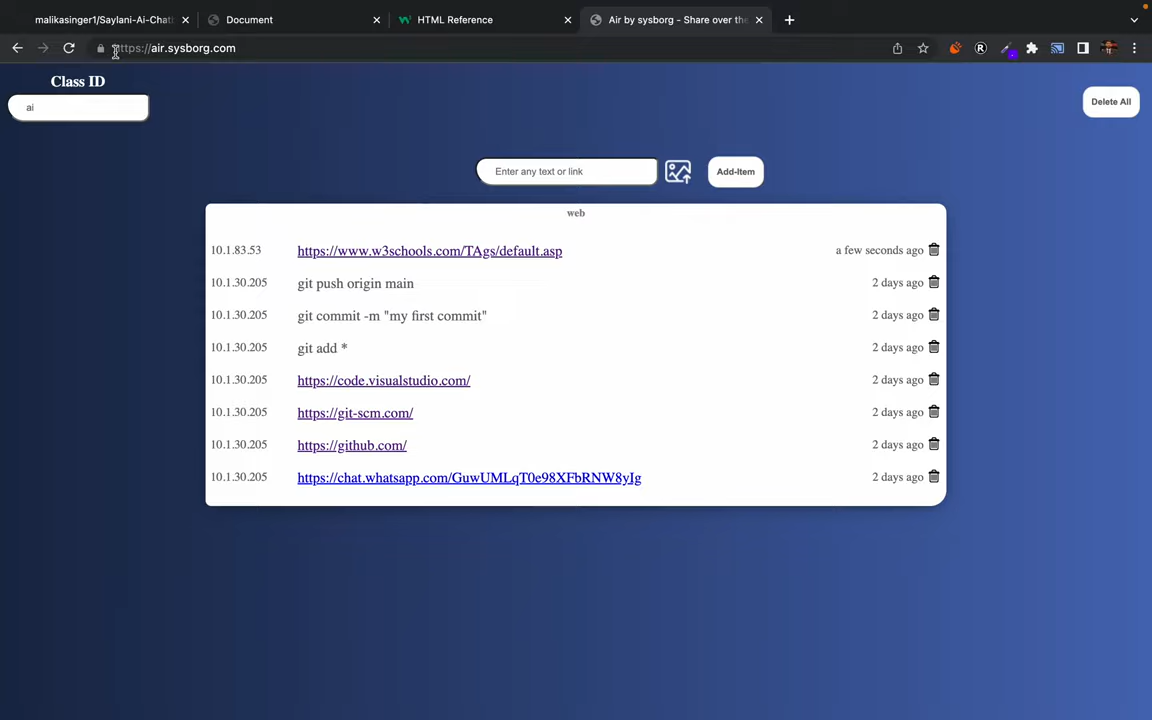 malikasinger1/Saylani-Ai-Chat
Document
HTML Reference
Air by sysborg - Share over the
https://air.sysborg.com
Class ID
ai
Delete All
Enter any text or link
Add-Item
web
10.1.83.53 https://www.w3schools.com/TAgs/default.asp a few seconds ago
10.1.30.205 git push origin main 2 days ago
10.1.30.205 git commit -m "my first commit" 2 days ago
10.1.30.205 git add * 2 days ago
10.1.30.205 https://code.visualstudio.com/ 2 days ago
10.1.30.205 https://git-scm.com/ 2 days ago
10.1.30.205 https://github.com/ 2 days ago
10.1.30.205 https://chat.whatsapp.com/GuwUMLqT0e98XFbRNW8yIg 2 days ago